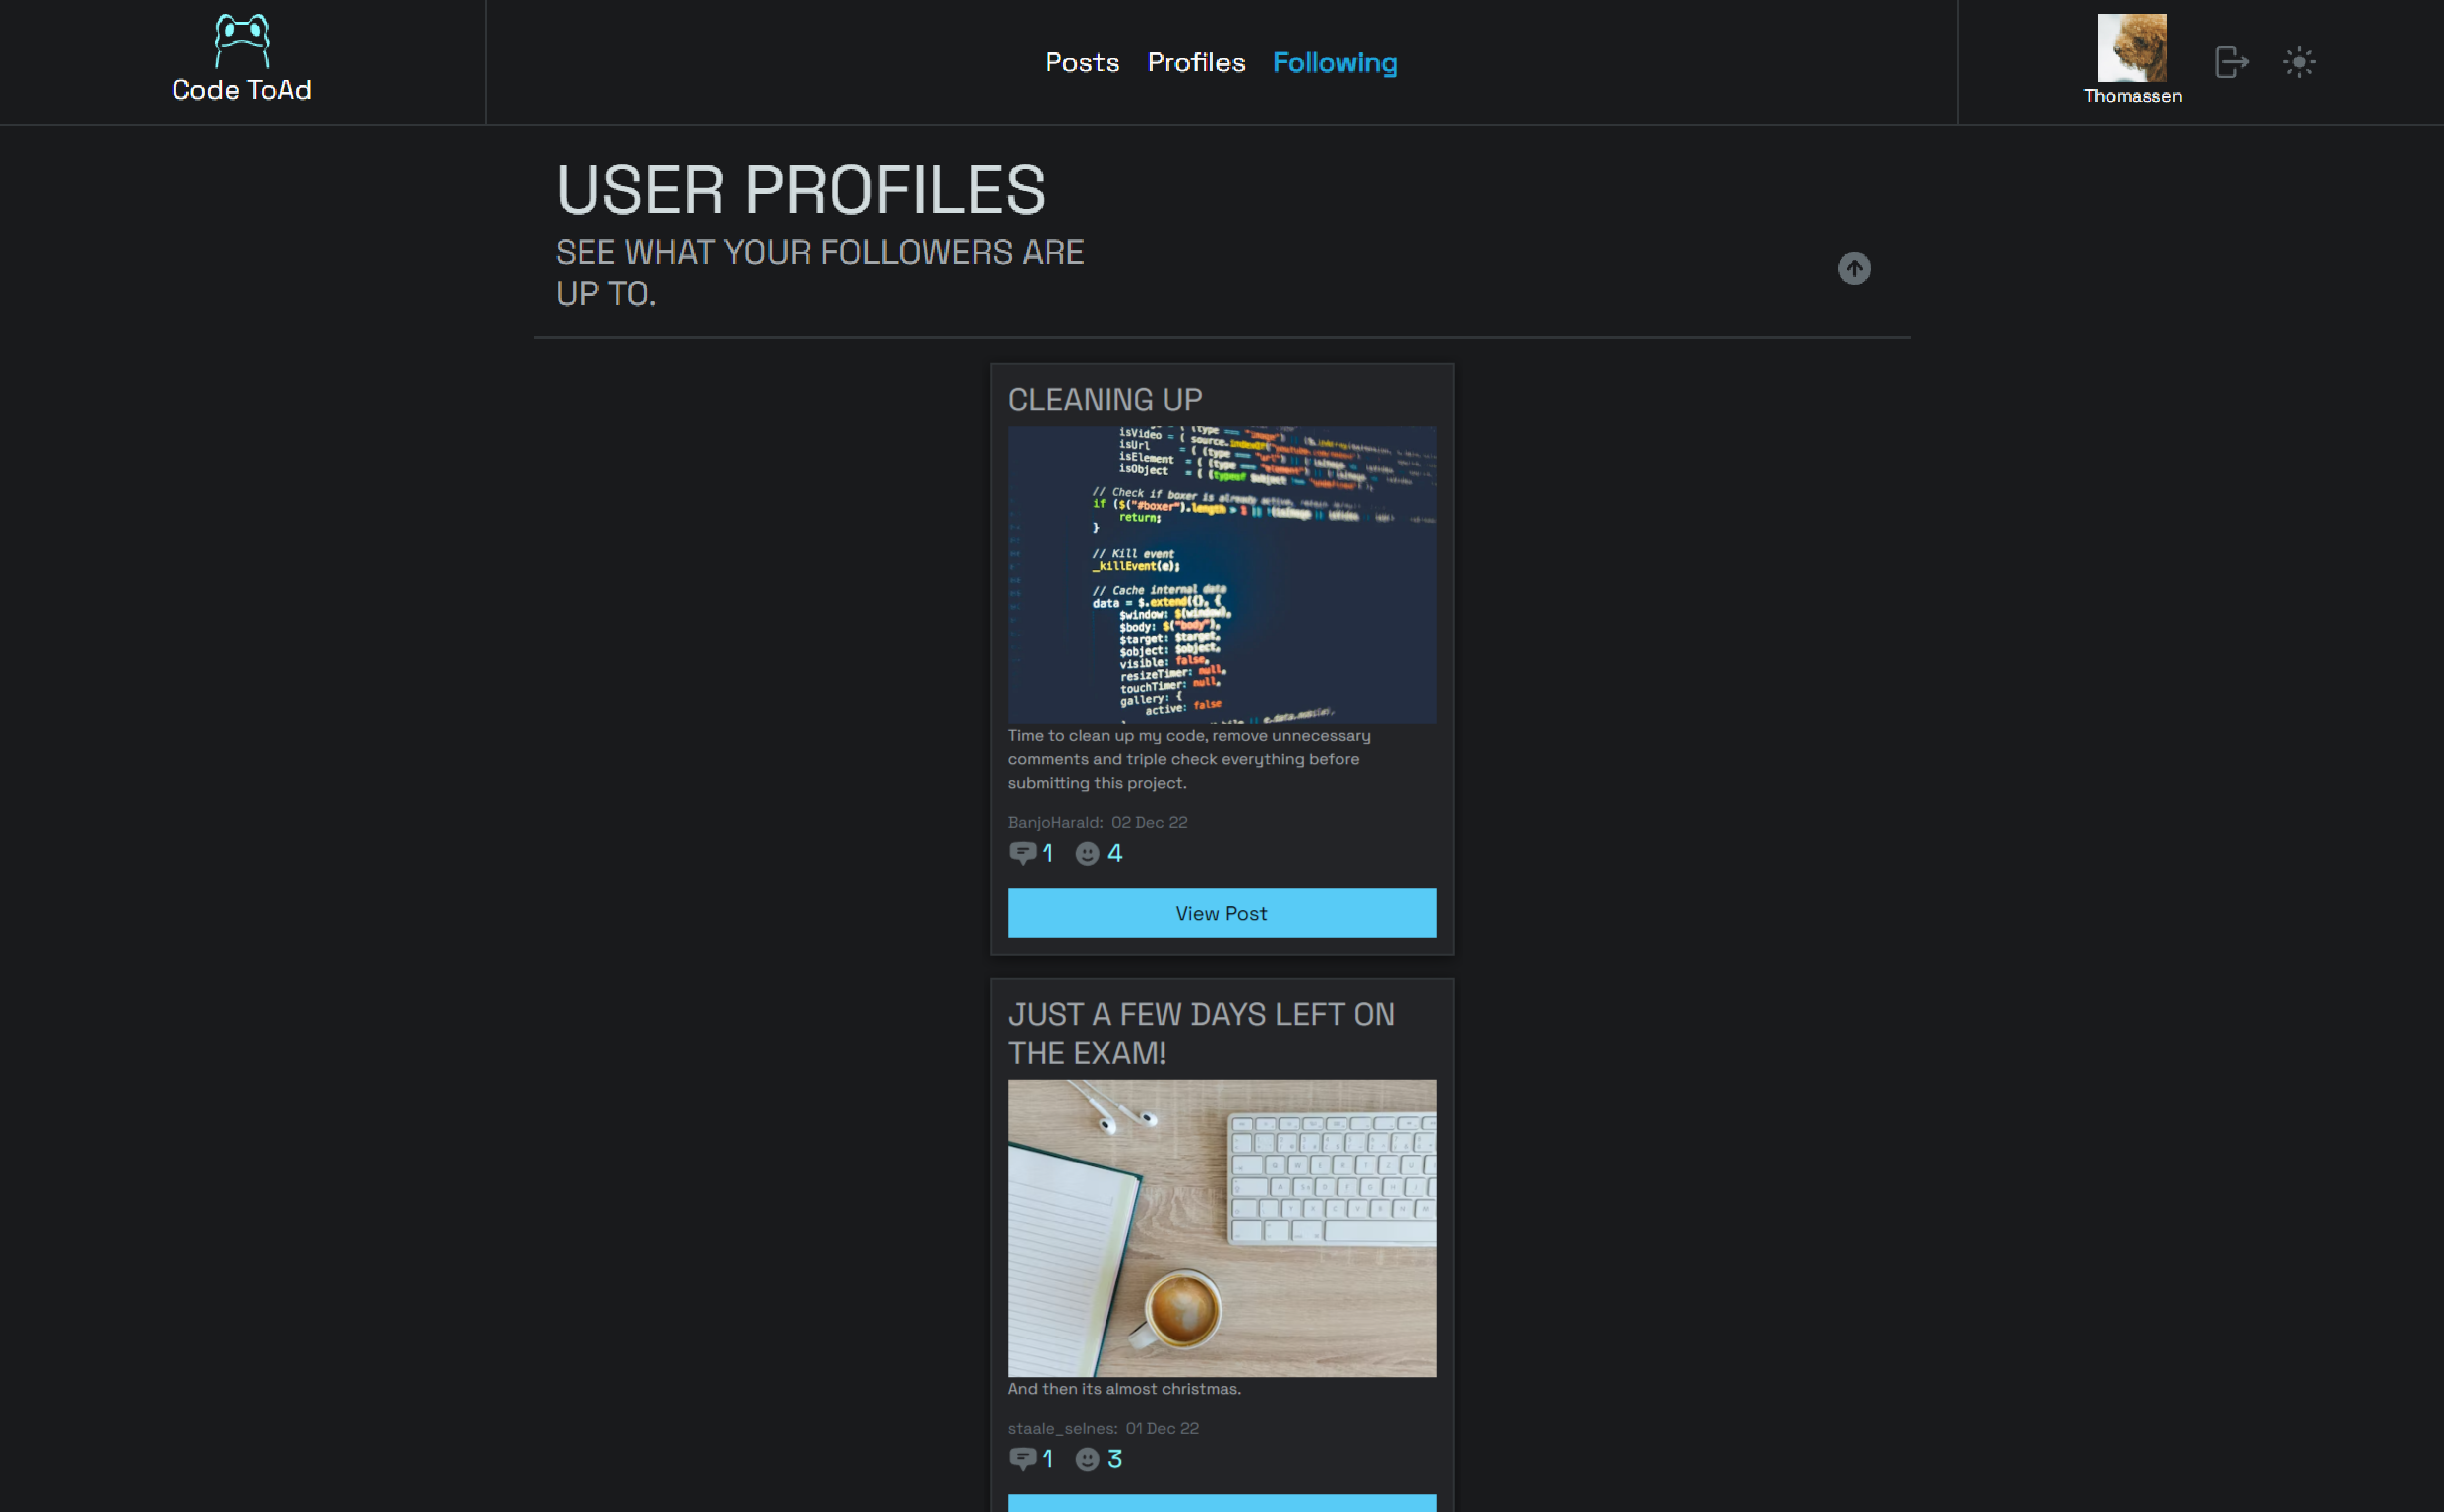 Code ToAd
Posts Profiles Following
Thomassen
USER PROFILES
SEE WHAT YOUR FOLLOWERS ARE
UP TO.
CLEANING UP
isVideo = (
isUrl
isElement
isObject
// Check if boxer is already active,
if ($("#boxer").length > 1 ||
return;
}
// Kill event
_killEvent(e);
// Cache internal data
data = $.extend({}, {
$window: $(window),
$body: $("body"),
$target: $target,
$object: $object,
visible: false,
resizeTimer: null,
touchTimer: null,
gallery: {
active: false
Time to clean up my code, remove unnecessary
comments and triple check everything before
submitting this project.
BanjoHarald: 02 Dec 22
1 4
View Post
JUST A FEW DAYS LEFT ON
THE EXAM!
And then its almost christmas.
staale_selnes: 01 Dec 22
1 3